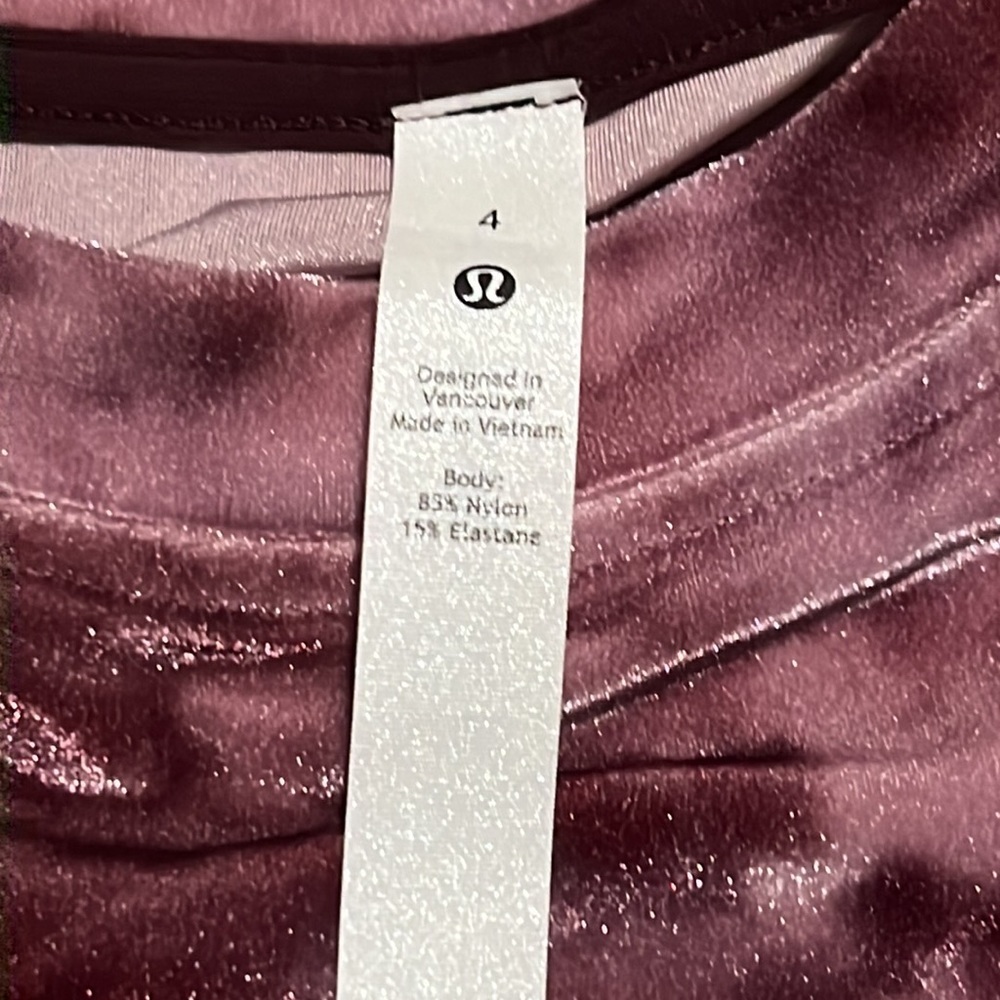 4
Designed in
Vancouver
Made in Vietnam
Body:
85% Nylon
15% Elastane